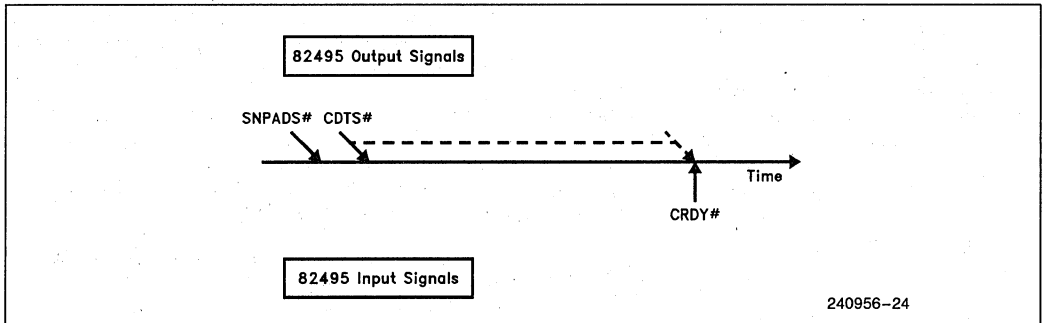 82495 Output Signals
SNPADS# CDTS#
Time
CRDY#
82495 Input Signals
240956-24